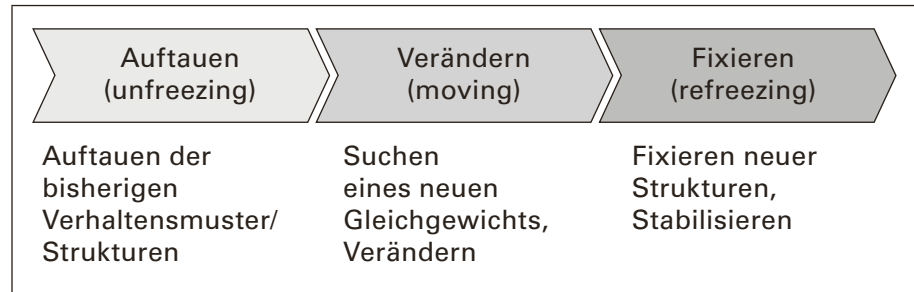 Auftauen
(unfreezing)
Verändern
(moving)
Fixieren
(refreezing)
Auftauen der
bisherigen
Verhaltensmuster/
Strukturen
Suchen
eines neuen
Gleichgewichts,
Verändern
Fixieren neuer
Strukturen,
Stabilisieren